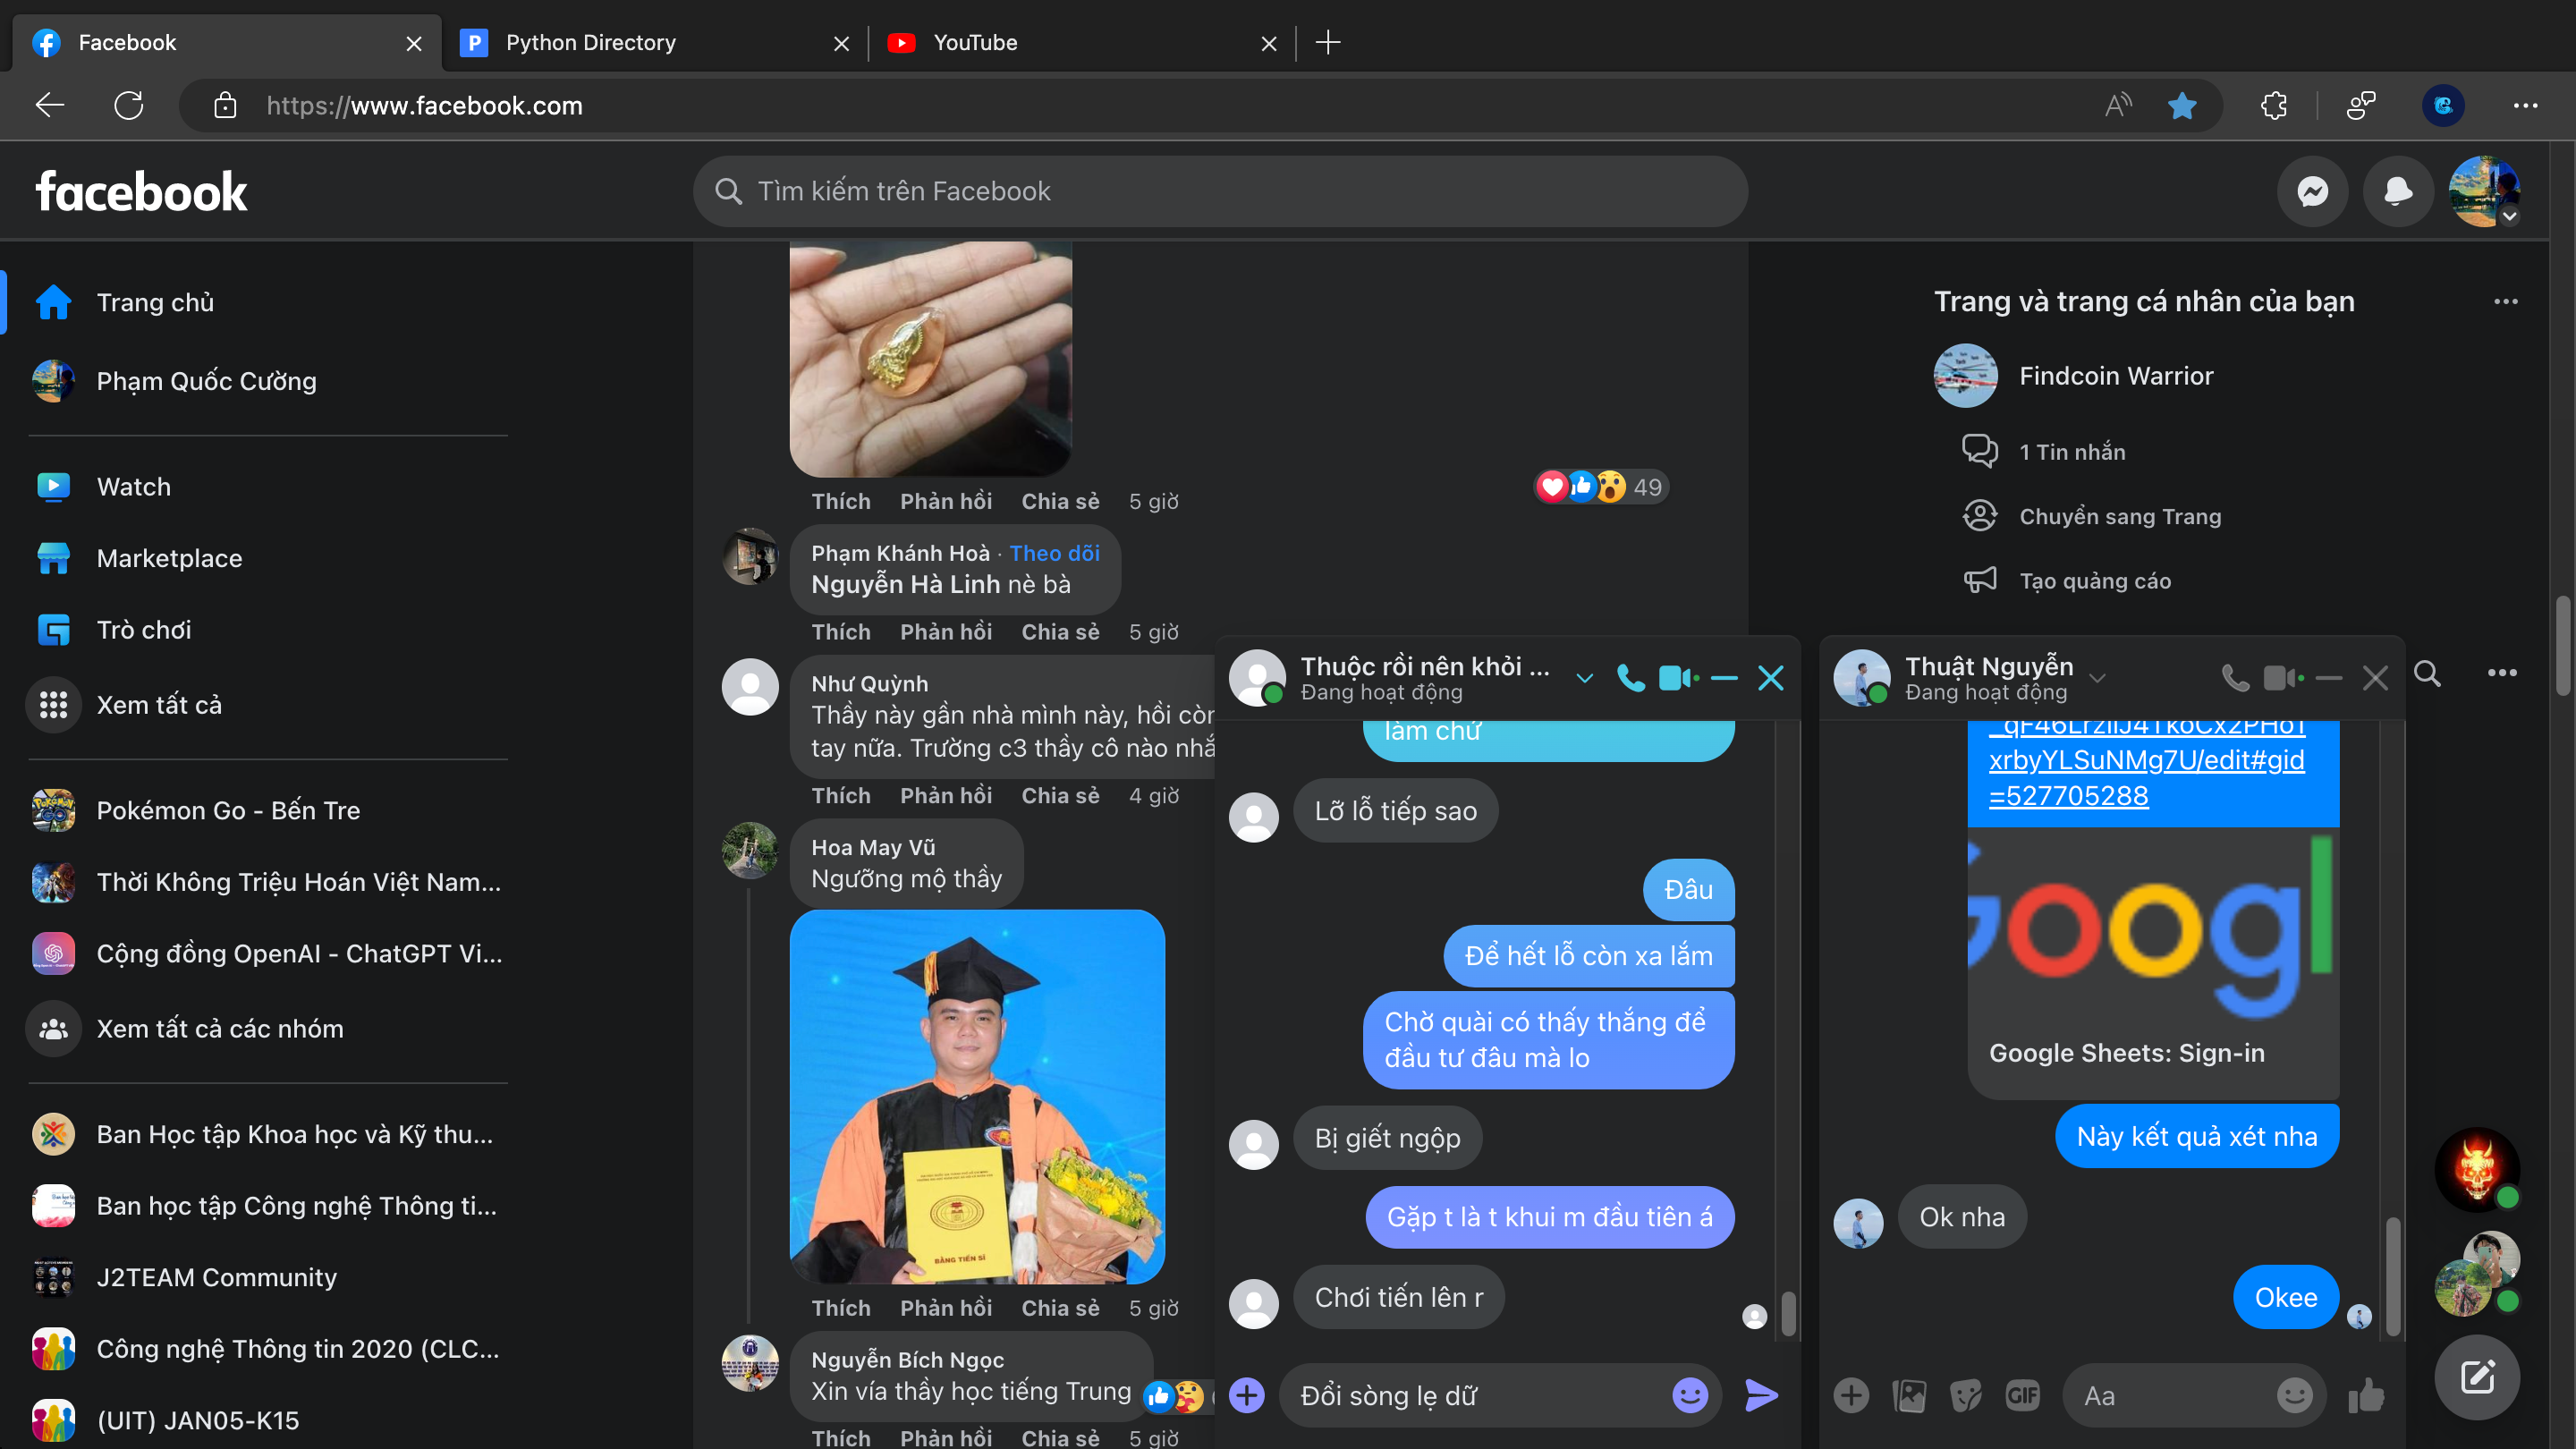 Facebook
Python Directory
YouTube
https://www.facebook.com
facebook
Tìm kiếm trên Facebook
Trang chủ
Phạm Quốc Cường
Watch
Marketplace
Trò chơi
Xem tất cả
Pokémon Go - Bến Tre
Thời Không Triệu Hoán Việt Nam...
Cộng đồng OpenAI - ChatGPT Vi...
Xem tất cả các nhóm
Ban Học tập Khoa học và Kỹ thu...
Ban học tập Công nghệ Thông ti...
J2TEAM Community
Công nghệ Thông tin 2020 (CLC...
(UIT) JAN05-K15
Thích Phản hồi Chia sẻ 5 giờ
49
Phạm Khánh Hoà · Theo dõi
Nguyễn Hà Linh nè bà
Thích Phản hồi Chia sẻ 5 giờ
Như Quỳnh
Thầy này gần nhà mình này, hồi còn
tay nữa. Trường c3 thầy cô nào nhắ
Thích Phản hồi Chia sẻ 4 giờ
Hoa May Vũ
Ngưỡng mộ thầy
BẰNG TIẾN SĨ
Thích Phản hồi Chia sẻ 5 giờ
Nguyễn Bích Ngọc
Xin vía thầy học tiếng Trung
Thích Phản hồi Chia sẻ 5 giờ
Trang và trang cá nhân của bạn
Findcoin Warrior
1 Tin nhắn
Chuyển sang Trang
Tạo quảng cáo
Thuộc rồi nên khỏi ...
Đang hoạt động
làm chứ
Lỡ lỗ tiếp sao
Đâu
Để hết lỗ còn xa lắm
Chờ quài có thấy thắng để
đầu tư đâu mà lo
Bị giết ngộp
Gặp t là t khui m đầu tiên á
Chơi tiến lên r
Đổi sòng lẹ dữ
Thuật Nguyễn
Đang hoạt động
xrbyYLSuNMg7U/edit#gid
=527705288
Googl
Google Sheets: Sign-in
Này kết quả xét nha
Ok nha
Okee
GIF
Aa